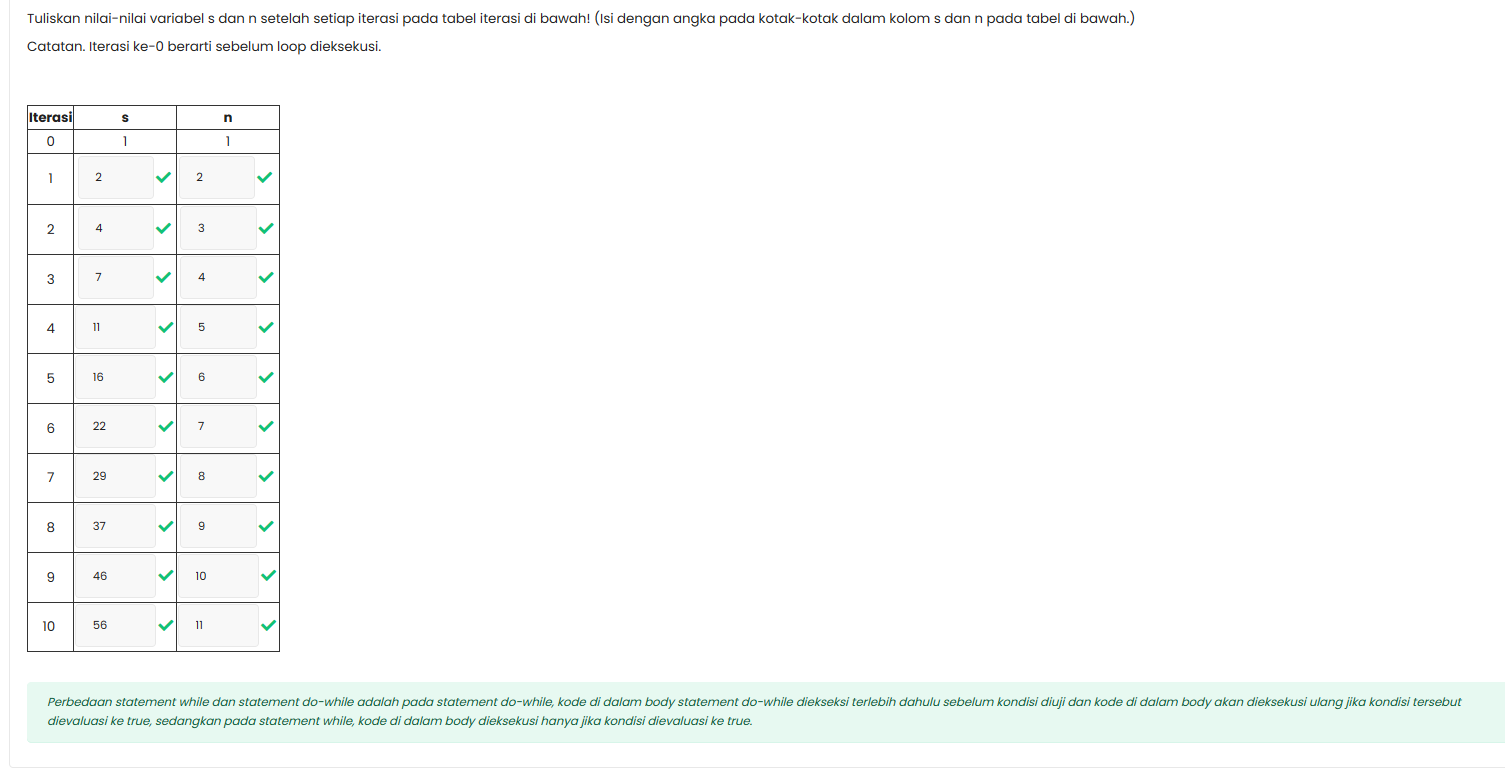 Tuliskan nilai-nilai variabel s dan n setelah setiap iterasi pada tabel iterasi di bawah! (Isi dengan angka pada kotak-kotak dalam kolom s dan n pada tabel di bawah.)
Catatan. Iterasi ke-0 berarti sebelum loop dieksekusi.
Iterasi s n
0 1 1
1 2 2
2 4 3
3 7 4
4 11 5
5 16 6
6 22 7
7 29 8
8 37 9
9 46 10
10 56 11
Perbedaan statement while dan statement do-while adalah pada statement do-while, kode di dalam body statement do-while diekseksi terlebih dahulu sebelum kondisi diuji dan kode di dalam body akan dieksekusi ulang jika kondisi tersebut
dievaluasi ke true, sedangkan pada statement while, kode di dalam body dieksekusi hanya jika kondisi dievaluasi ke true.